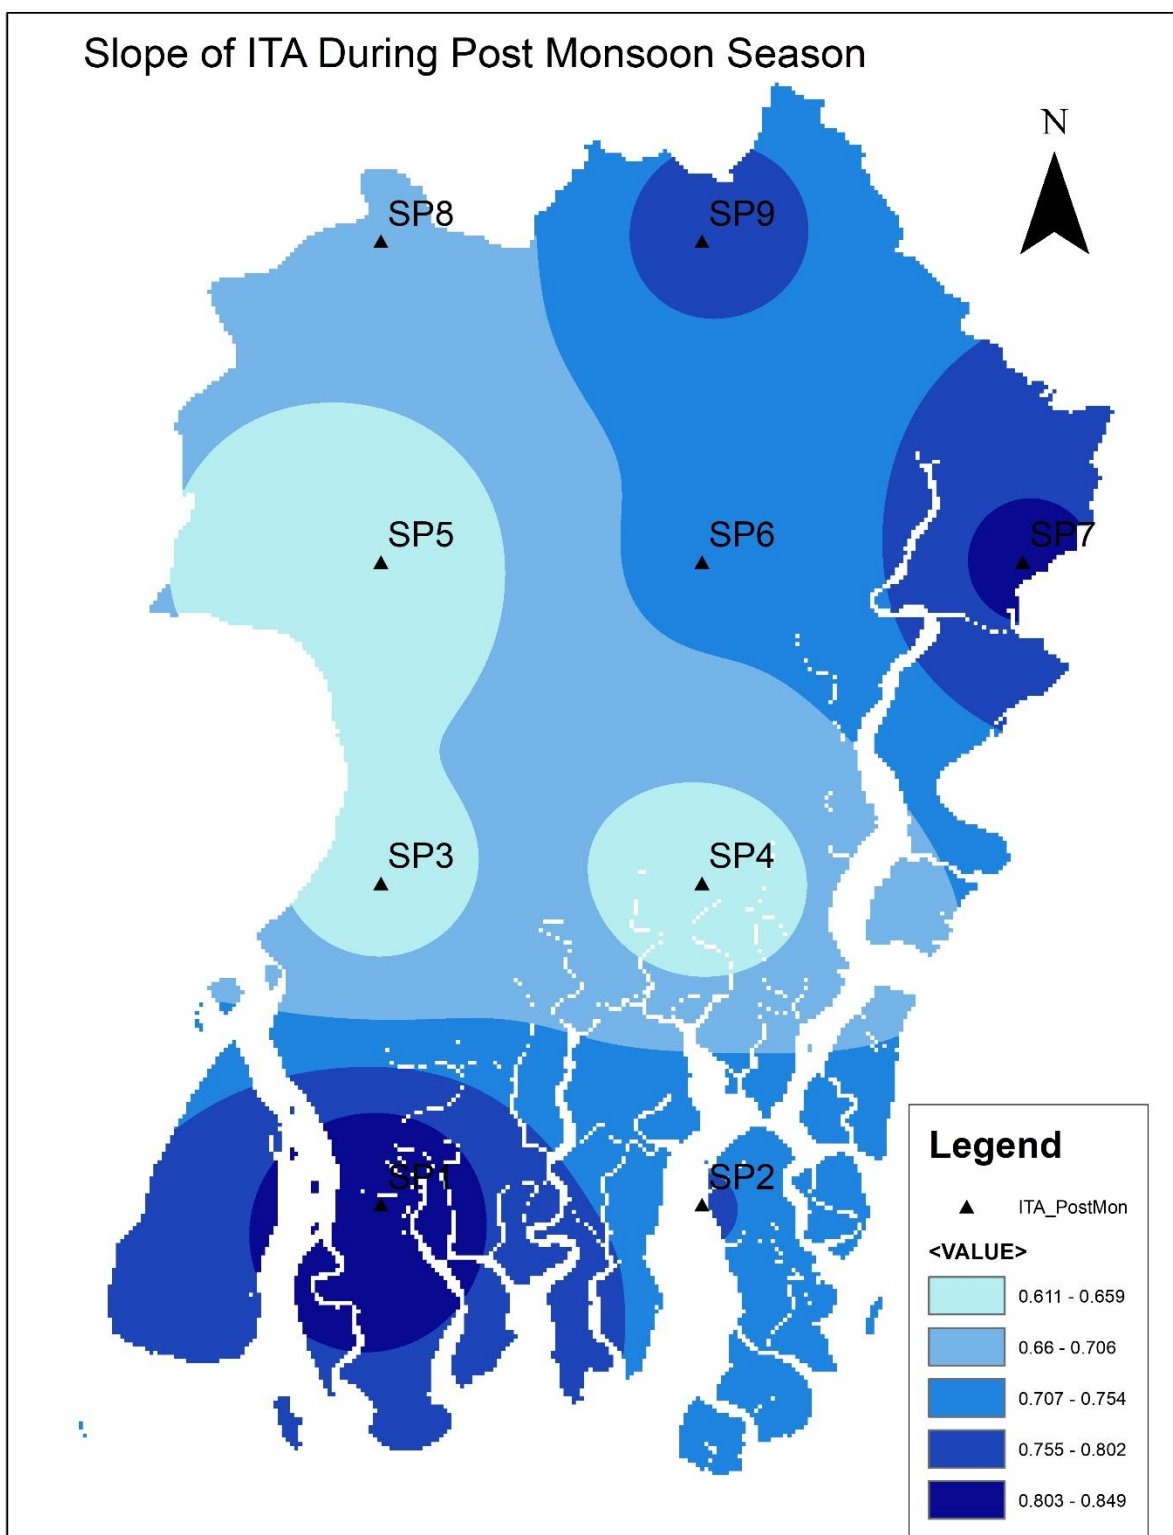 Slope of ITA During Post Monsoon Season
N
SP8
SP9
SP5
SP6
SP7
SP3
SP4
SP1
SP2
Legend
ITA_PostMon
<VALUE>
0.611 - 0.659
0.66 - 0.706
0.707 - 0.754
0.755 - 0.802
0.803 - 0.849